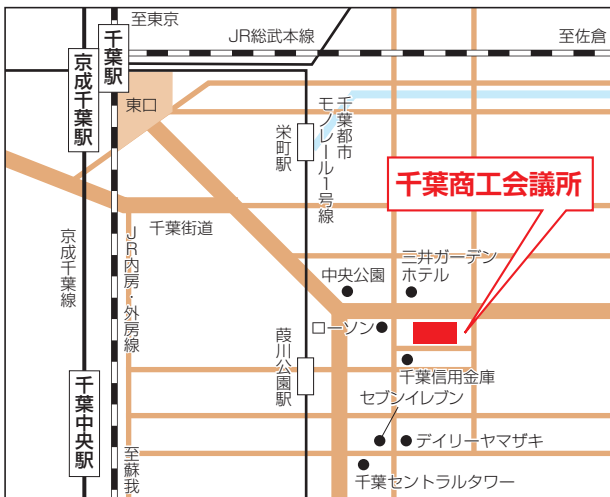 至東京
JR総武本線
至佐倉
千葉駅
京成千葉駅
東口
栄町駅
千葉都市
モノレール1号線
千葉商工会議所
千葉街道
京成千葉線
JR内房・外房線
三井ガーデン
ホテル
中央公園
ローソン
葭川公園駅
千葉信用金庫
セブンイレブン
デイリーヤマザキ
千葉中央駅
至蘇我
千葉セントラルタワー